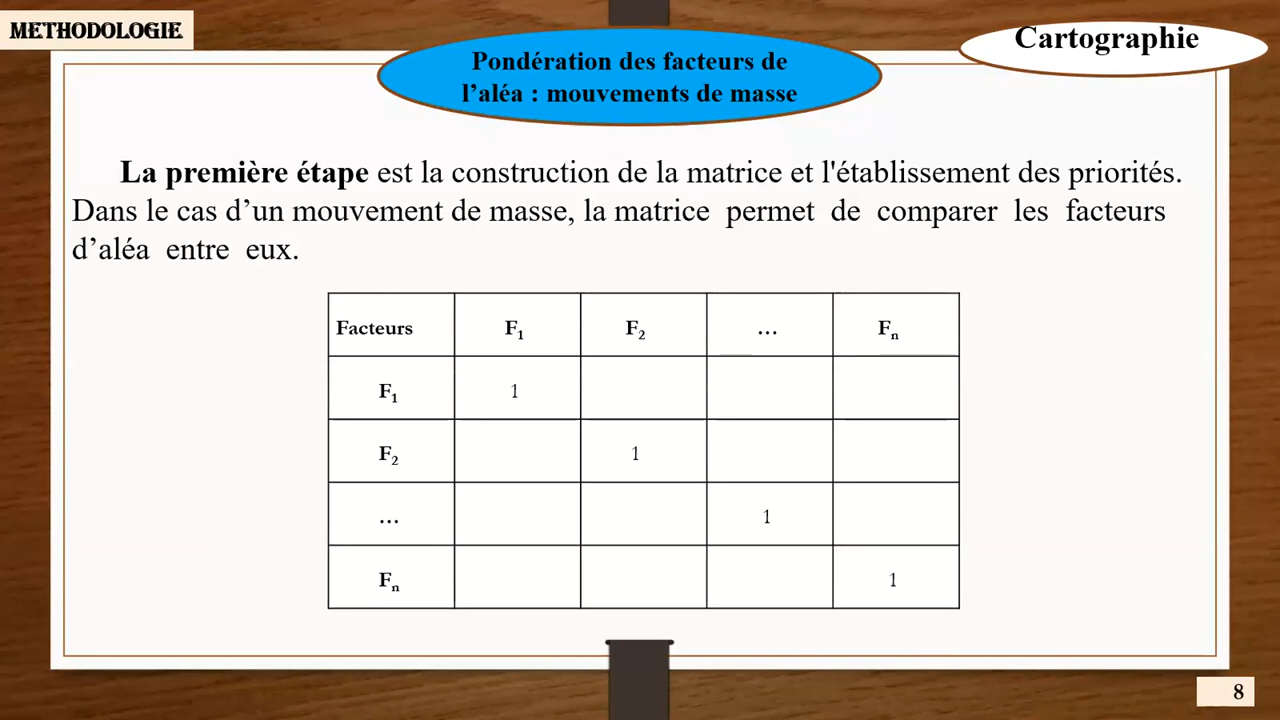 METHODOLOGIE
Cartographie
Pondération des facteurs de
l’aléa : mouvements de masse
La première étape est la construction de la matrice et l'établissement des priorités.
Dans le cas d’un mouvement de masse, la matrice permet de comparer les facteurs
d’aléa entre eux.
Facteurs F₁ F₂ … Fₙ
F₁ 1
F₂ 1
… 1
Fₙ 1
8